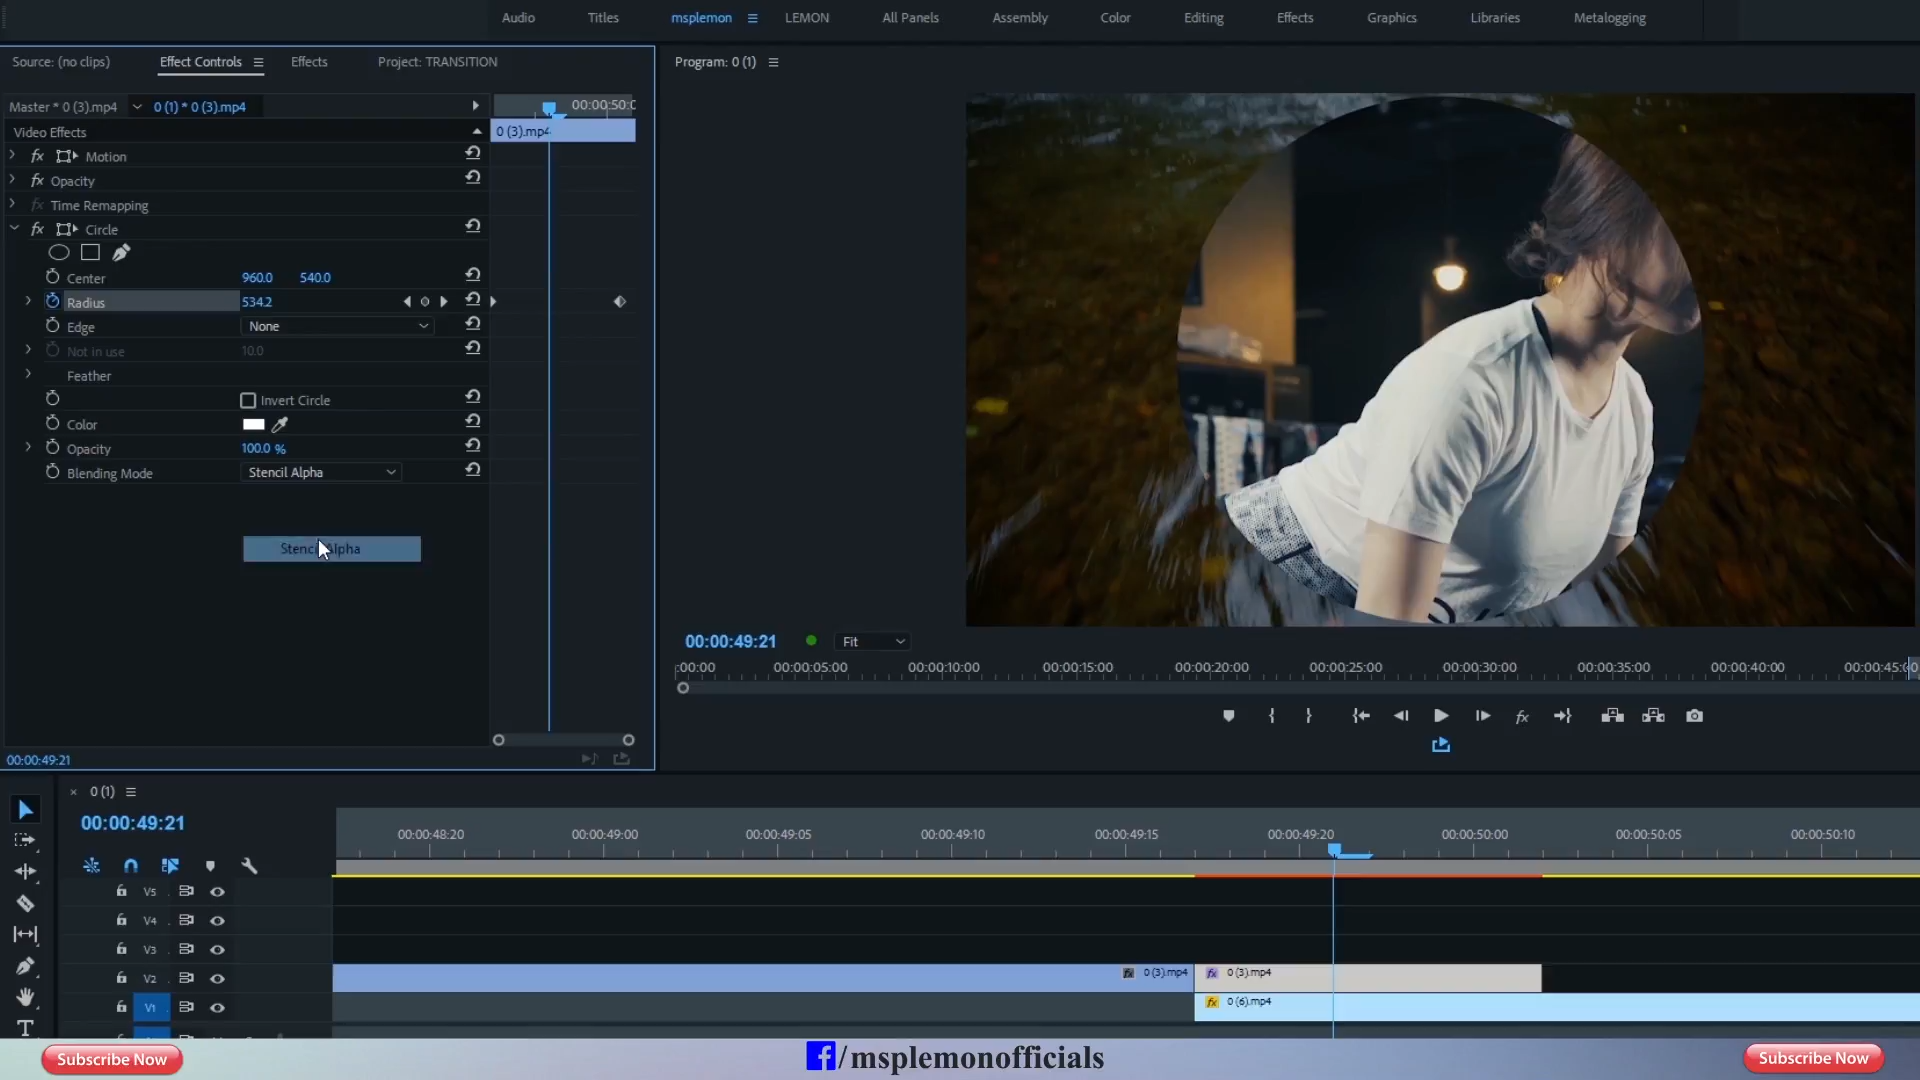 Audio Titles msplemon LEMON All Panels Assembly Color Editing Effects Graphics Libraries Metalogging
Source: (no clips) Effect Controls Effects Project: TRANSITION
Program: 0 (1)
Master * 0 (3).mp4 0 (1) * 0 (3).mp4 00:00:50:0
Video Effects 0 (3).mp4
fx Motion
fx Opacity
fx Time Remapping
fx Circle
Center 960.0 540.0
Radius 534.2
Edge None
Not in use 10.0
Feather
Invert Circle
Color
Opacity 100.0 %
Blending Mode Stencil Alpha
Stencil Alpha
00:00:49:21 Fit
:00:00 00:00:05:00 00:00:10:00 00:00:15:00 00:00:20:00 00:00:25:00 00:00:30:00 00:00:35:00 00:00:40:00 00:00:45:0
fx
00:00:49:21
× 0 (1)
00:00:49:21
00:00:48:20 00:00:49:00 00:00:49:05 00:00:49:10 00:00:49:15 00:00:49:20 00:00:50:00 00:00:50:05 00:00:50:10
V5
V4
V3
V2 fx 0 (3).mp4 fx 0 (3).mp4
V1 fx 0 (6).mp4
T
Subscribe Now f/msplemonofficials Subscribe Now